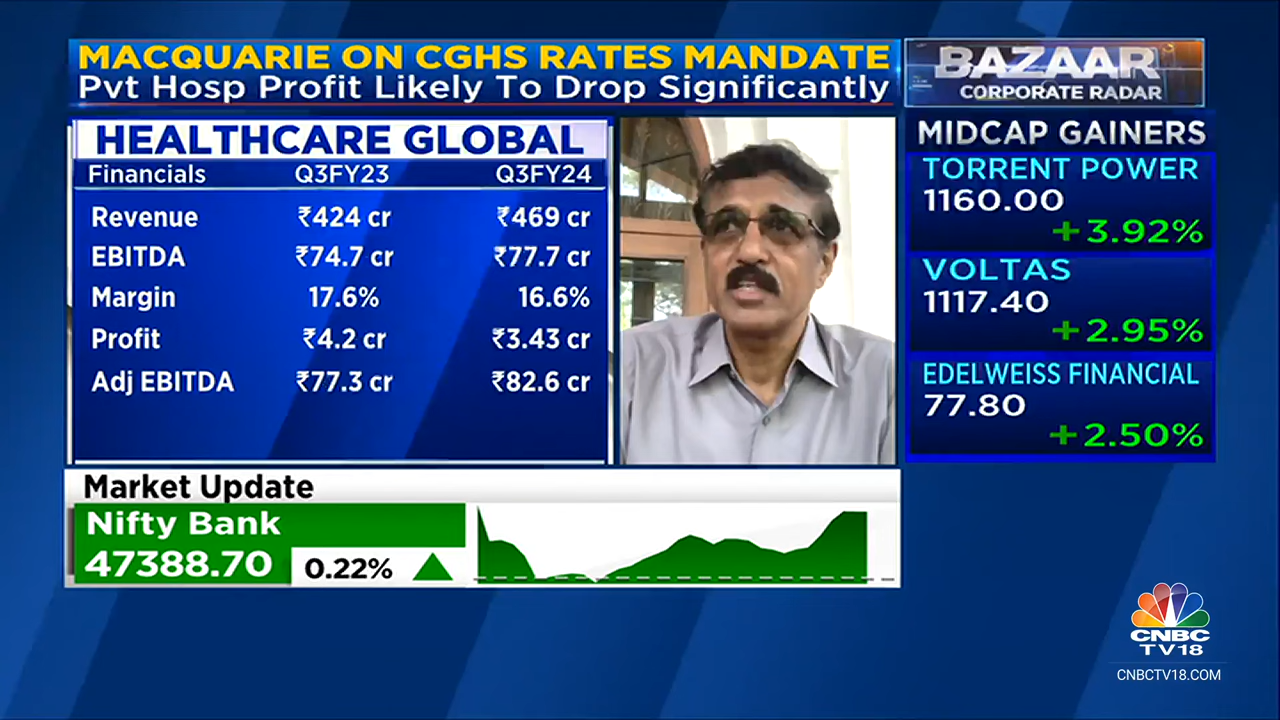 MACQUARIE ON CGHS RATES MANDATE
Pvt Hosp Profit Likely To Drop Significantly
BAZAAR
CORPORATE RADAR
HEALTHCARE GLOBAL
Financials Q3FY23 Q3FY24
Revenue ₹424 cr ₹469 cr
EBITDA ₹74.7 cr ₹77.7 cr
Margin 17.6% 16.6%
Profit ₹4.2 cr ₹3.43 cr
Adj EBITDA ₹77.3 cr ₹82.6 cr
MIDCAP GAINERS
TORRENT POWER
1160.00
+3.92%
VOLTAS
1117.40
+2.95%
EDELWEISS FINANCIAL
77.80
+2.50%
Market Update
Nifty Bank
47388.70 0.22%
CNBC
TV18
CNBCTV18.COM